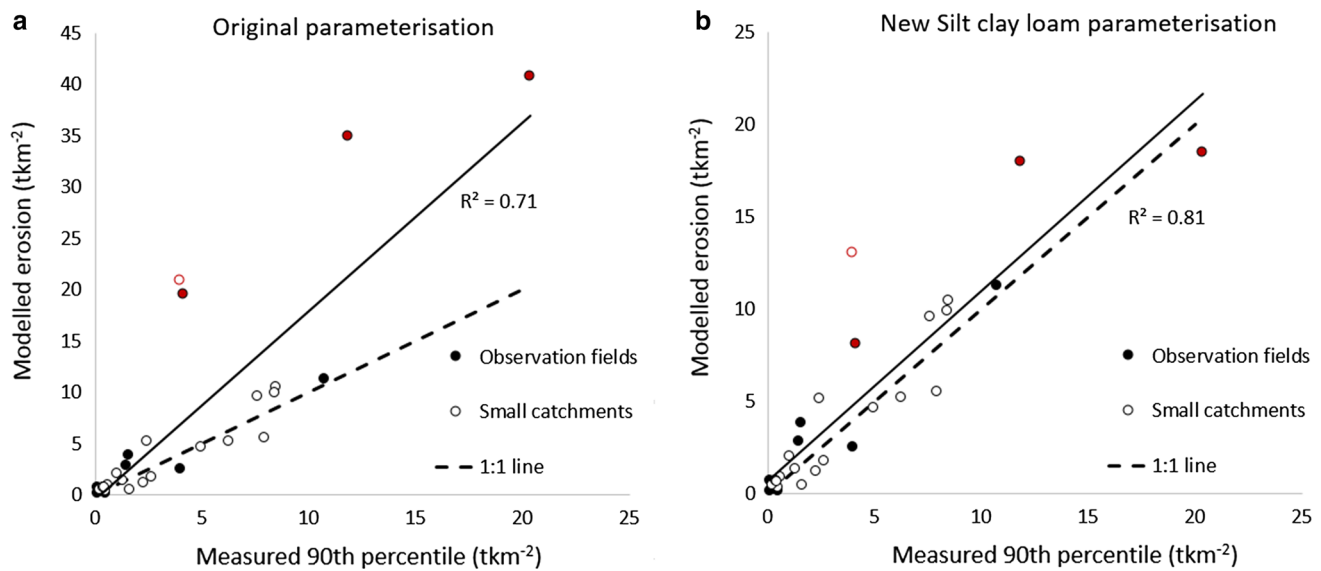 a
Original parameterisation
45
40
35
30
25
20
15
10
5
0
Modelled erosion (tkm-2)
R² = 0.71
Observation fields
Small catchments
1:1 line
0 5 10 15 20 25
Measured 90th percentile (tkm-2)
b
New Silt clay loam parameterisation
25
20
15
10
5
0
Modelled erosion (tkm-2)
R² = 0.81
Observation fields
Small catchments
1:1 line
0 5 10 15 20 25
Measured 90th percentile (tkm-2)